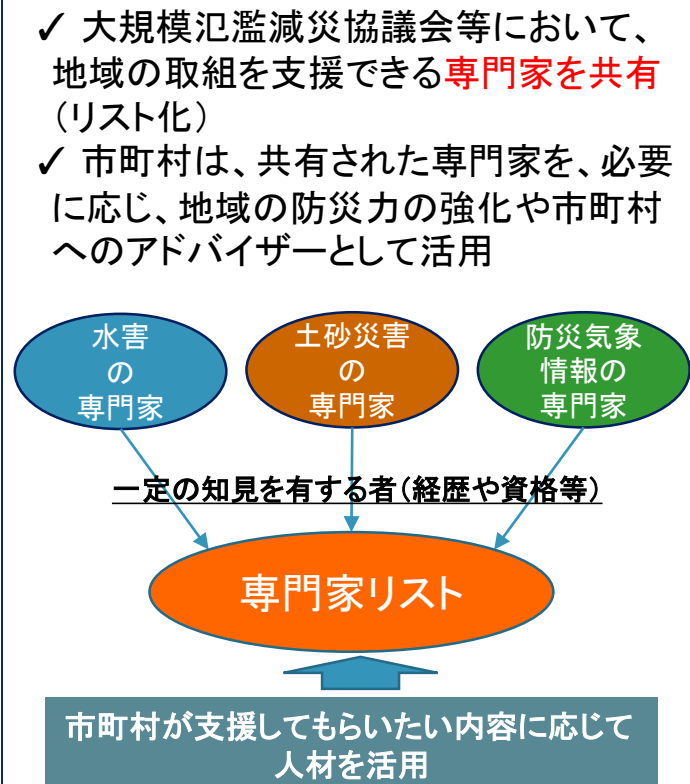 ✓ 大規模氾濫減災協議会等において、
地域の取組を支援できる専門家を共有
（リスト化）
✓ 市町村は、共有された専門家を、必要
に応じ、地域の防災力の強化や市町村
へのアドバイザーとして活用
水害
の
専門家
土砂災害
の
専門家
防災気象
情報の
専門家
一定の知見を有する者（経歴や資格等）
専門家リスト
市町村が支援してもらいたい内容に応じて
人材を活用